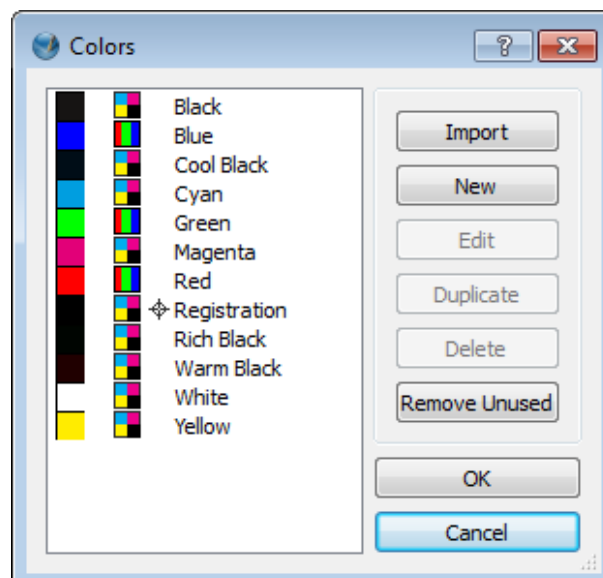 Colors
Black
Blue
Cool Black
Cyan
Green
Magenta
Red
Registration
Rich Black
Warm Black
White
Yellow
Import
New
Edit
Duplicate
Delete
Remove Unused
OK
Cancel